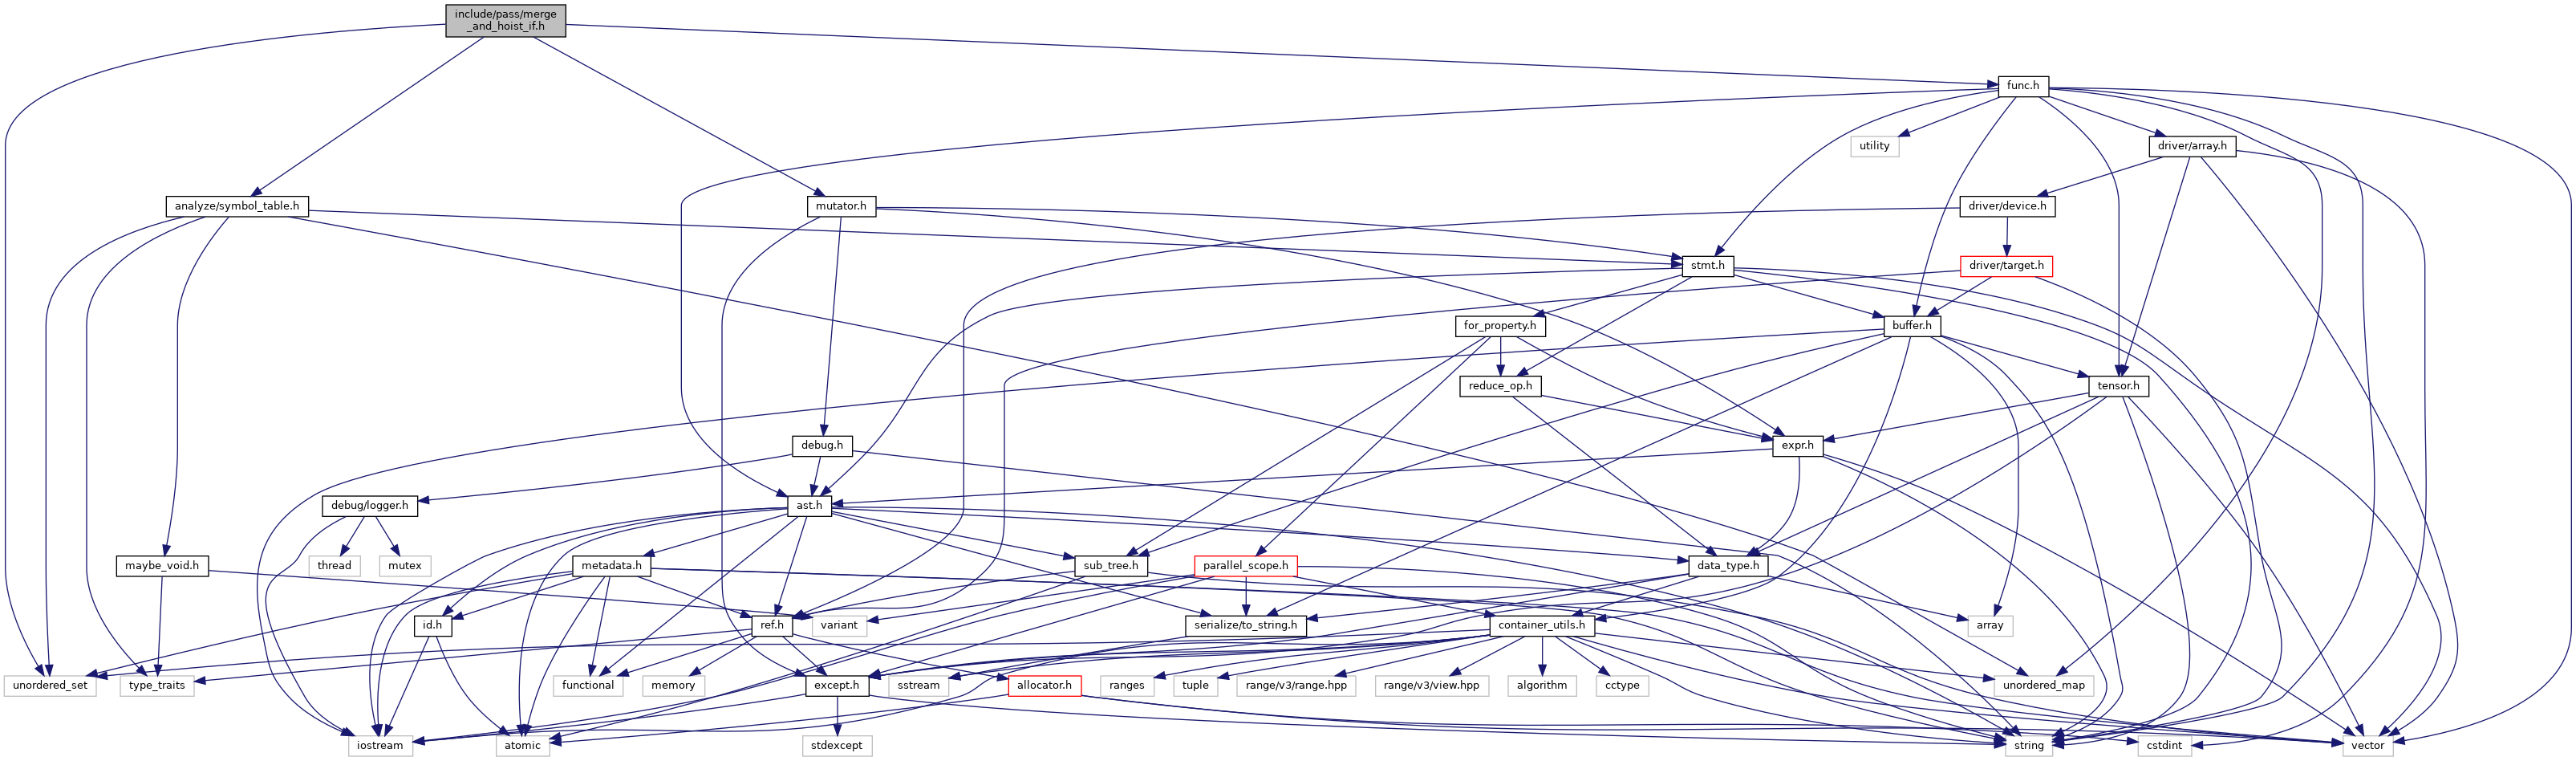 include/pass/merge
_and_hoist_if.h
func.h
utility
driver/array.h
analyze/symbol_table.h
mutator.h
driver/device.h
stmt.h
driver/target.h
for_property.h
buffer.h
reduce_op.h
tensor.h
debug.h
expr.h
debug/logger.h
ast.h
maybe_void.h
thread
mutex
metadata.h
sub_tree.h
parallel_scope.h
data_type.h
id.h
ref.h
variant
serialize/to_string.h
container_utils.h
array
unordered_set
type_traits
functional
memory
except.h
sstream
allocator.h
ranges
tuple
range/v3/range.hpp
range/v3/view.hpp
algorithm
cctype
unordered_map
iostream
atomic
stdexcept
string
cstdint
vector